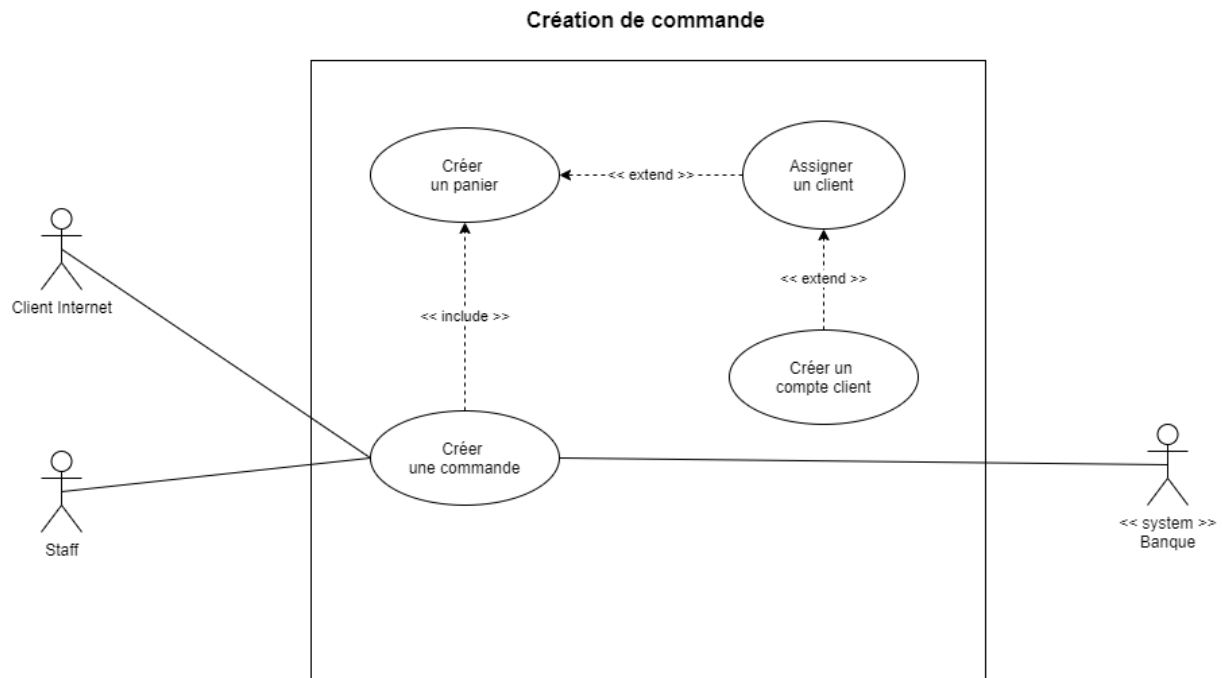 Création de commande
Créer
un panier
<< extend >>
Assigner
un client
Client Internet
<< include >>
<< extend >>
Créer un
compte client
Créer
une commande
Staff
<< system >>
Banque